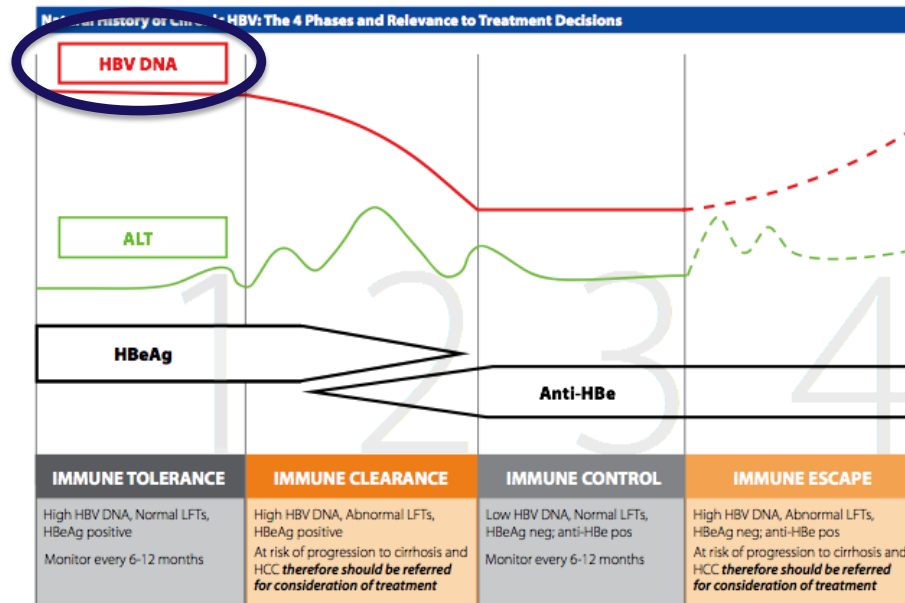 Natural History of Chronic HBV: The 4 Phases and Relevance to Treatment Decisions
HBV DNA
ALT
1 2 3 4
HBeAg
Anti-HBe
IMMUNE TOLERANCE
High HBV DNA, Normal LFTs,
HBeAg positive
Monitor every 6-12 months
IMMUNE CLEARANCE
High HBV DNA, Abnormal LFTs,
HBeAg positive
At risk of progression to cirrhosis and
HCC therefore should be referred
for consideration of treatment
IMMUNE CONTROL
Low HBV DNA, Normal LFTs,
HBeAg neg; anti-HBe pos
Monitor every 6-12 months
IMMUNE ESCAPE
High HBV DNA, Abnormal LFTs,
HBeAg neg; anti-HBe pos
At risk of progression to cirrhosis and
HCC therefore should be referred
for consideration of treatment